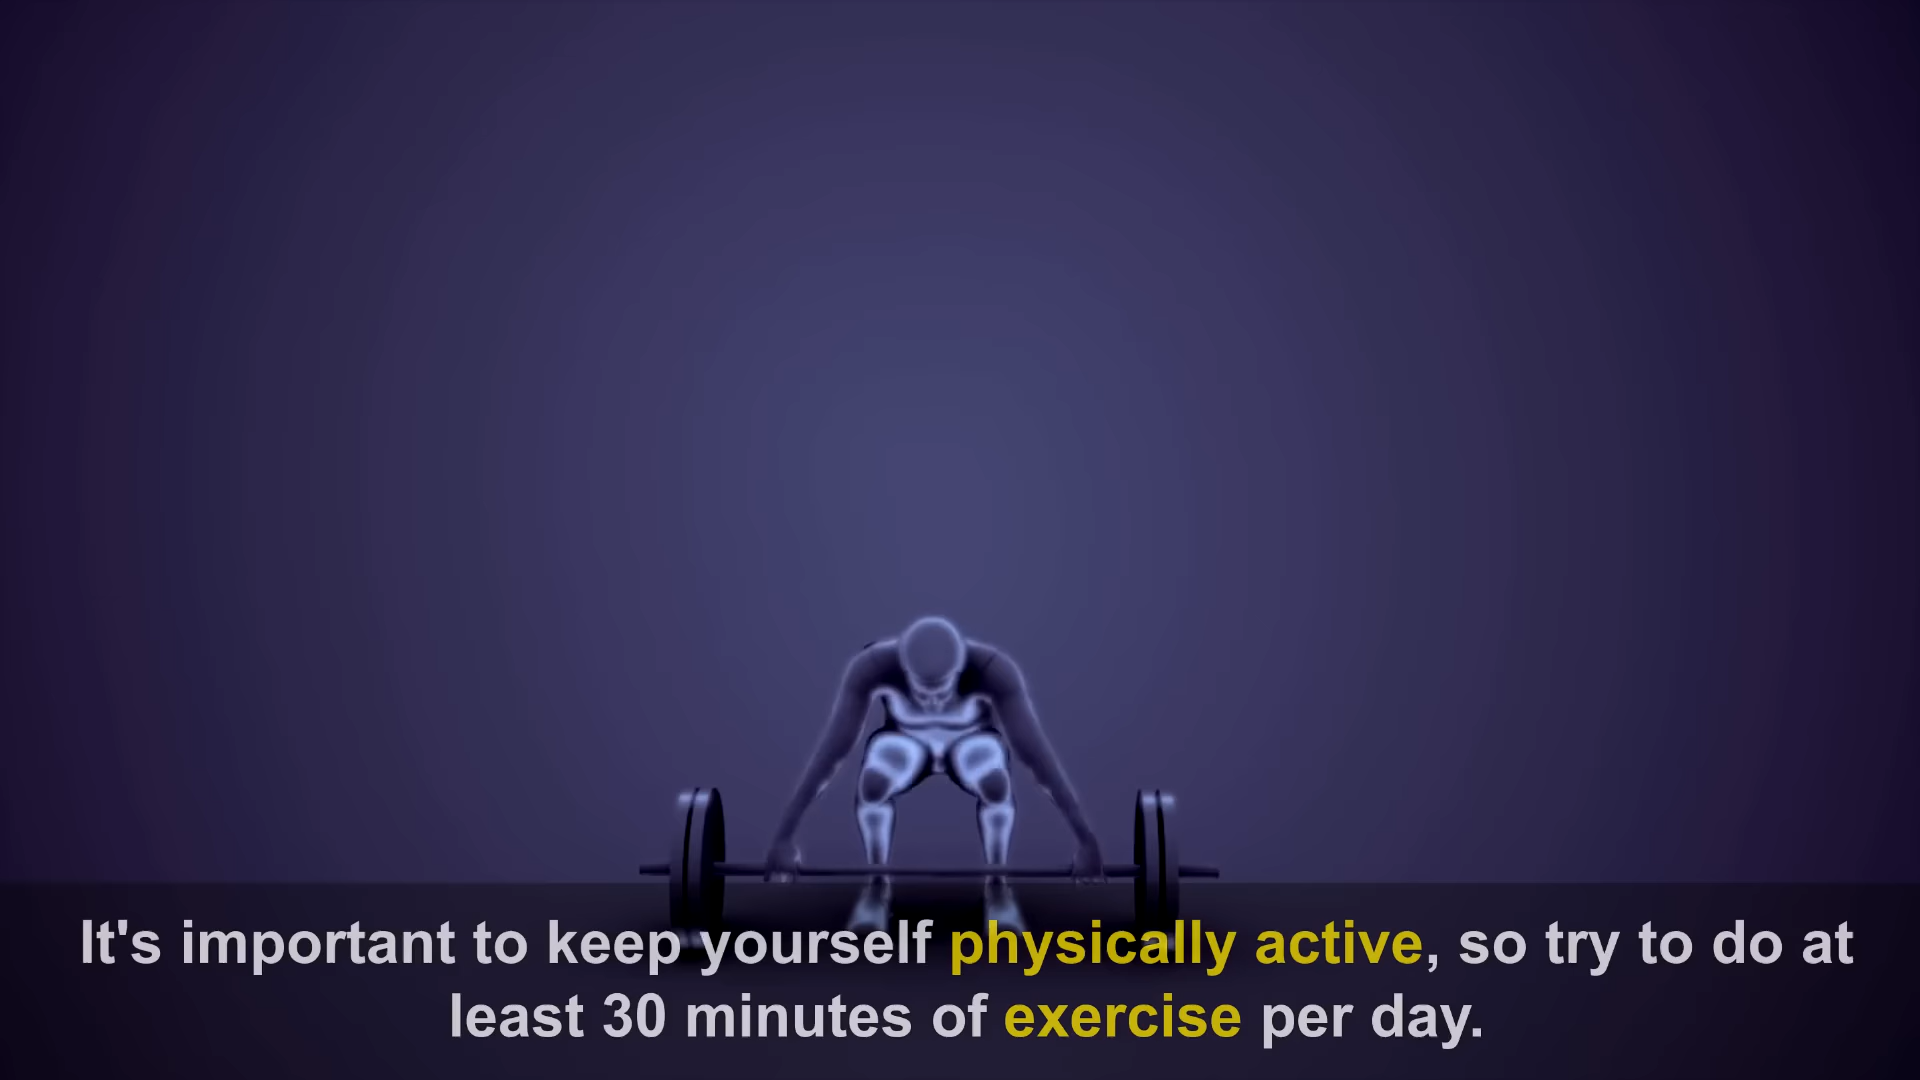 It's important to keep yourself physically active, so try to do at
least 30 minutes of exercise per day.